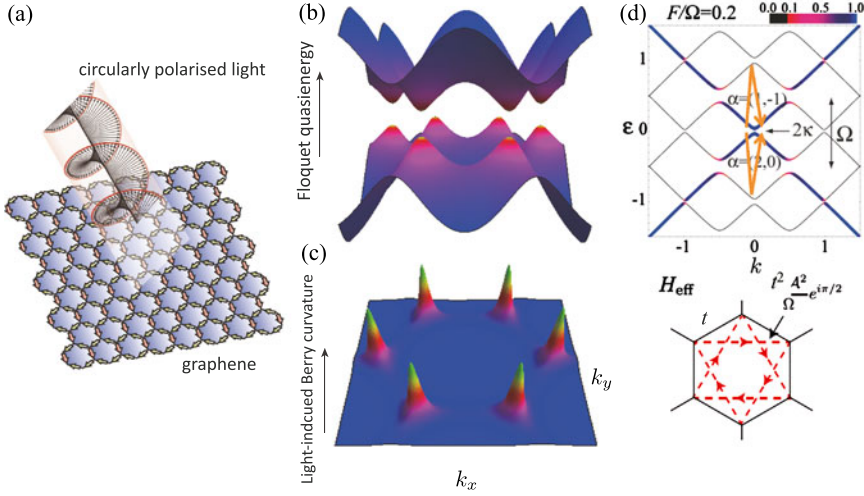 (a)
circularly polarised light
graphene
(b)
Floquet quasienergy
(c)
Light-indcued Berry curvature
k_y
k_x
(d)
F/Ω=0.2
0.0 0.1 0.5 1.0
1
α=(1,-1)
ε 0
2κ
Ω
α=(2,0)
-1
-1 0 1
k
H_eff
t² A²/Ω e^{iπ/2}
t